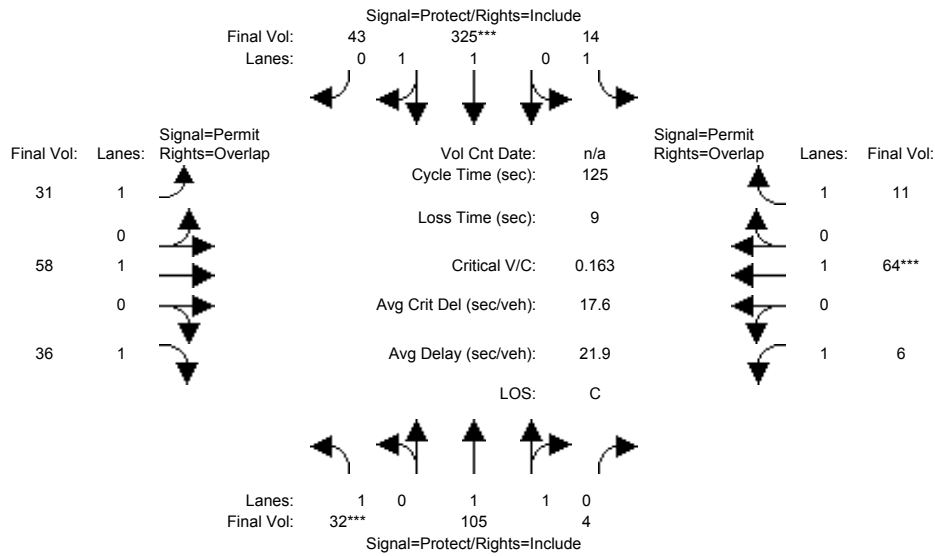 Signal=Protect/Rights=Include
Final Vol: 43 325*** 14
Lanes: 0 1 1 0 1
Signal=Permit Signal=Permit
Final Vol: Lanes: Rights=Overlap Vol Cnt Date: n/a Rights=Overlap Lanes: Final Vol:
Cycle Time (sec): 125
31 1 1 11
Loss Time (sec): 9
0 0
58 1 Critical V/C: 0.163 1 64***
0 Avg Crit Del (sec/veh): 17.6 0
36 1 Avg Delay (sec/veh): 21.9 1 6
LOS: C
Lanes: 1 0 1 1 0
Final Vol: 32*** 105 4
Signal=Protect/Rights=Include